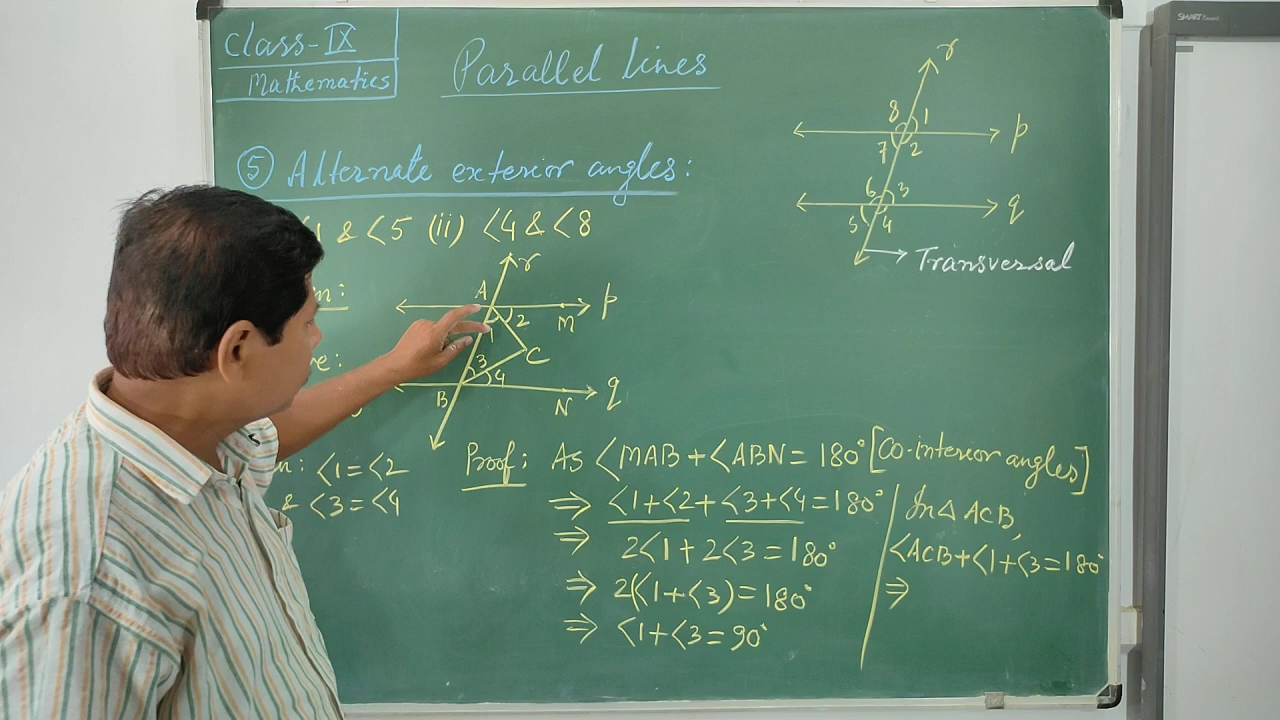 Class-IX
Mathematics
Parallel lines
⑤ Alternate exterior angles:
1 & <5 (ii) <4 & <8
r
A
p
1
2
M
C
3
4
B
N
q
r
8 1
p
7 2
6 3
q
5 4
Transversal
: <1=<2
& <3=<4
Proof: As <MAB+<ABN=180° [Co-interior angles]
⇒ <1+<2+<3+<4=180°
⇒ 2<1+2<3=180°
⇒ 2(<1+<3)=180°
⇒ <1+<3=90°
In △ ACB,
<ACB+<1+<3=180°
⇒
SMART